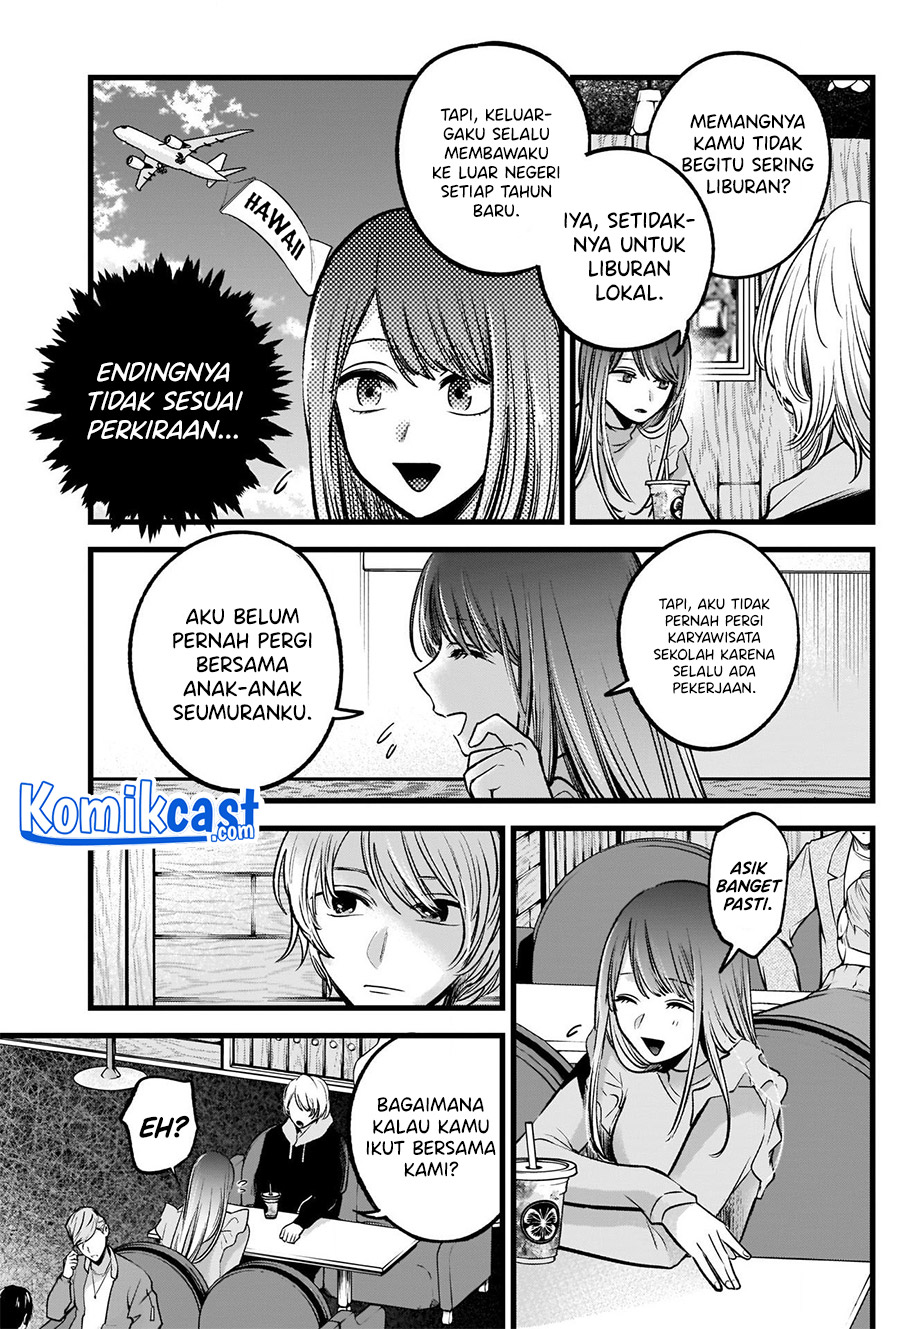 MEMANGNYA
KAMU TIDAK
BEGITU SERING
LIBURAN?
IYA, SETIDAK-
NYA UNTUK
LIBURAN
LOKAL.
TAPI, KELUAR-
GAKU SELALU
MEMBAWAKU
KE LUAR NEGERI
SETIAP TAHUN
BARU.
HAWAII
ENDINGNYA
TIDAK SESUAI
PERKIRAAN...
TAPI, AKU TIDAK
PERNAH PERGI
KARYAWISATA
SEKOLAH KARENA
SELALU ADA
PEKERJAAN.
AKU BELUM
PERNAH PERGI
BERSAMA
ANAK-ANAK
SEUMURANKU.
Komikcast
.com
ASIK
BANGET
PASTI.
BAGAIMANA
KALAU KAMU
IKUT BERSAMA
KAMI?
EH?